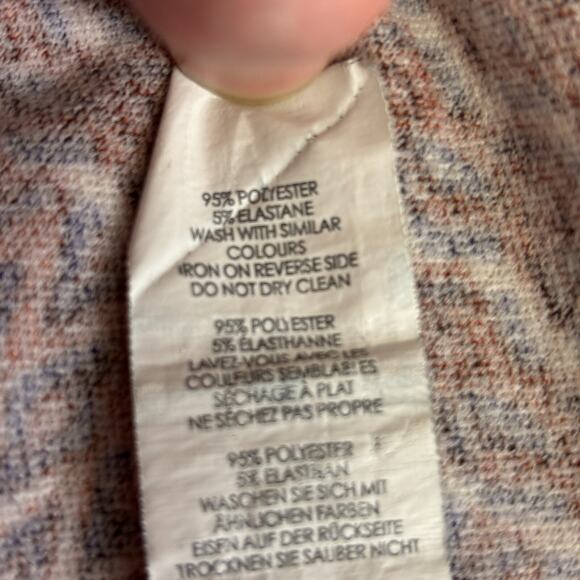 95% POLYESTER
5% ELASTANE
WASH WITH SIMILAR
COLOURS
IRON ON REVERSE SIDE
DO NOT DRY CLEAN
95% POLYESTER
5% ÉLASTHANNE
LAVEZ-VOUS AVEC LES
COULEURS SEMBLABLES
SÉCHAGE À PLAT
NE SÉCHEZ PAS PROPRE
95% POLYESTER
5% ELASTHAN
WASCHEN SIE SICH MIT
ÄHNLICHEN FARBEN
EISEN AUF DER RÜCKSEITE
TROCKNEN SIE SAUBER NICHT